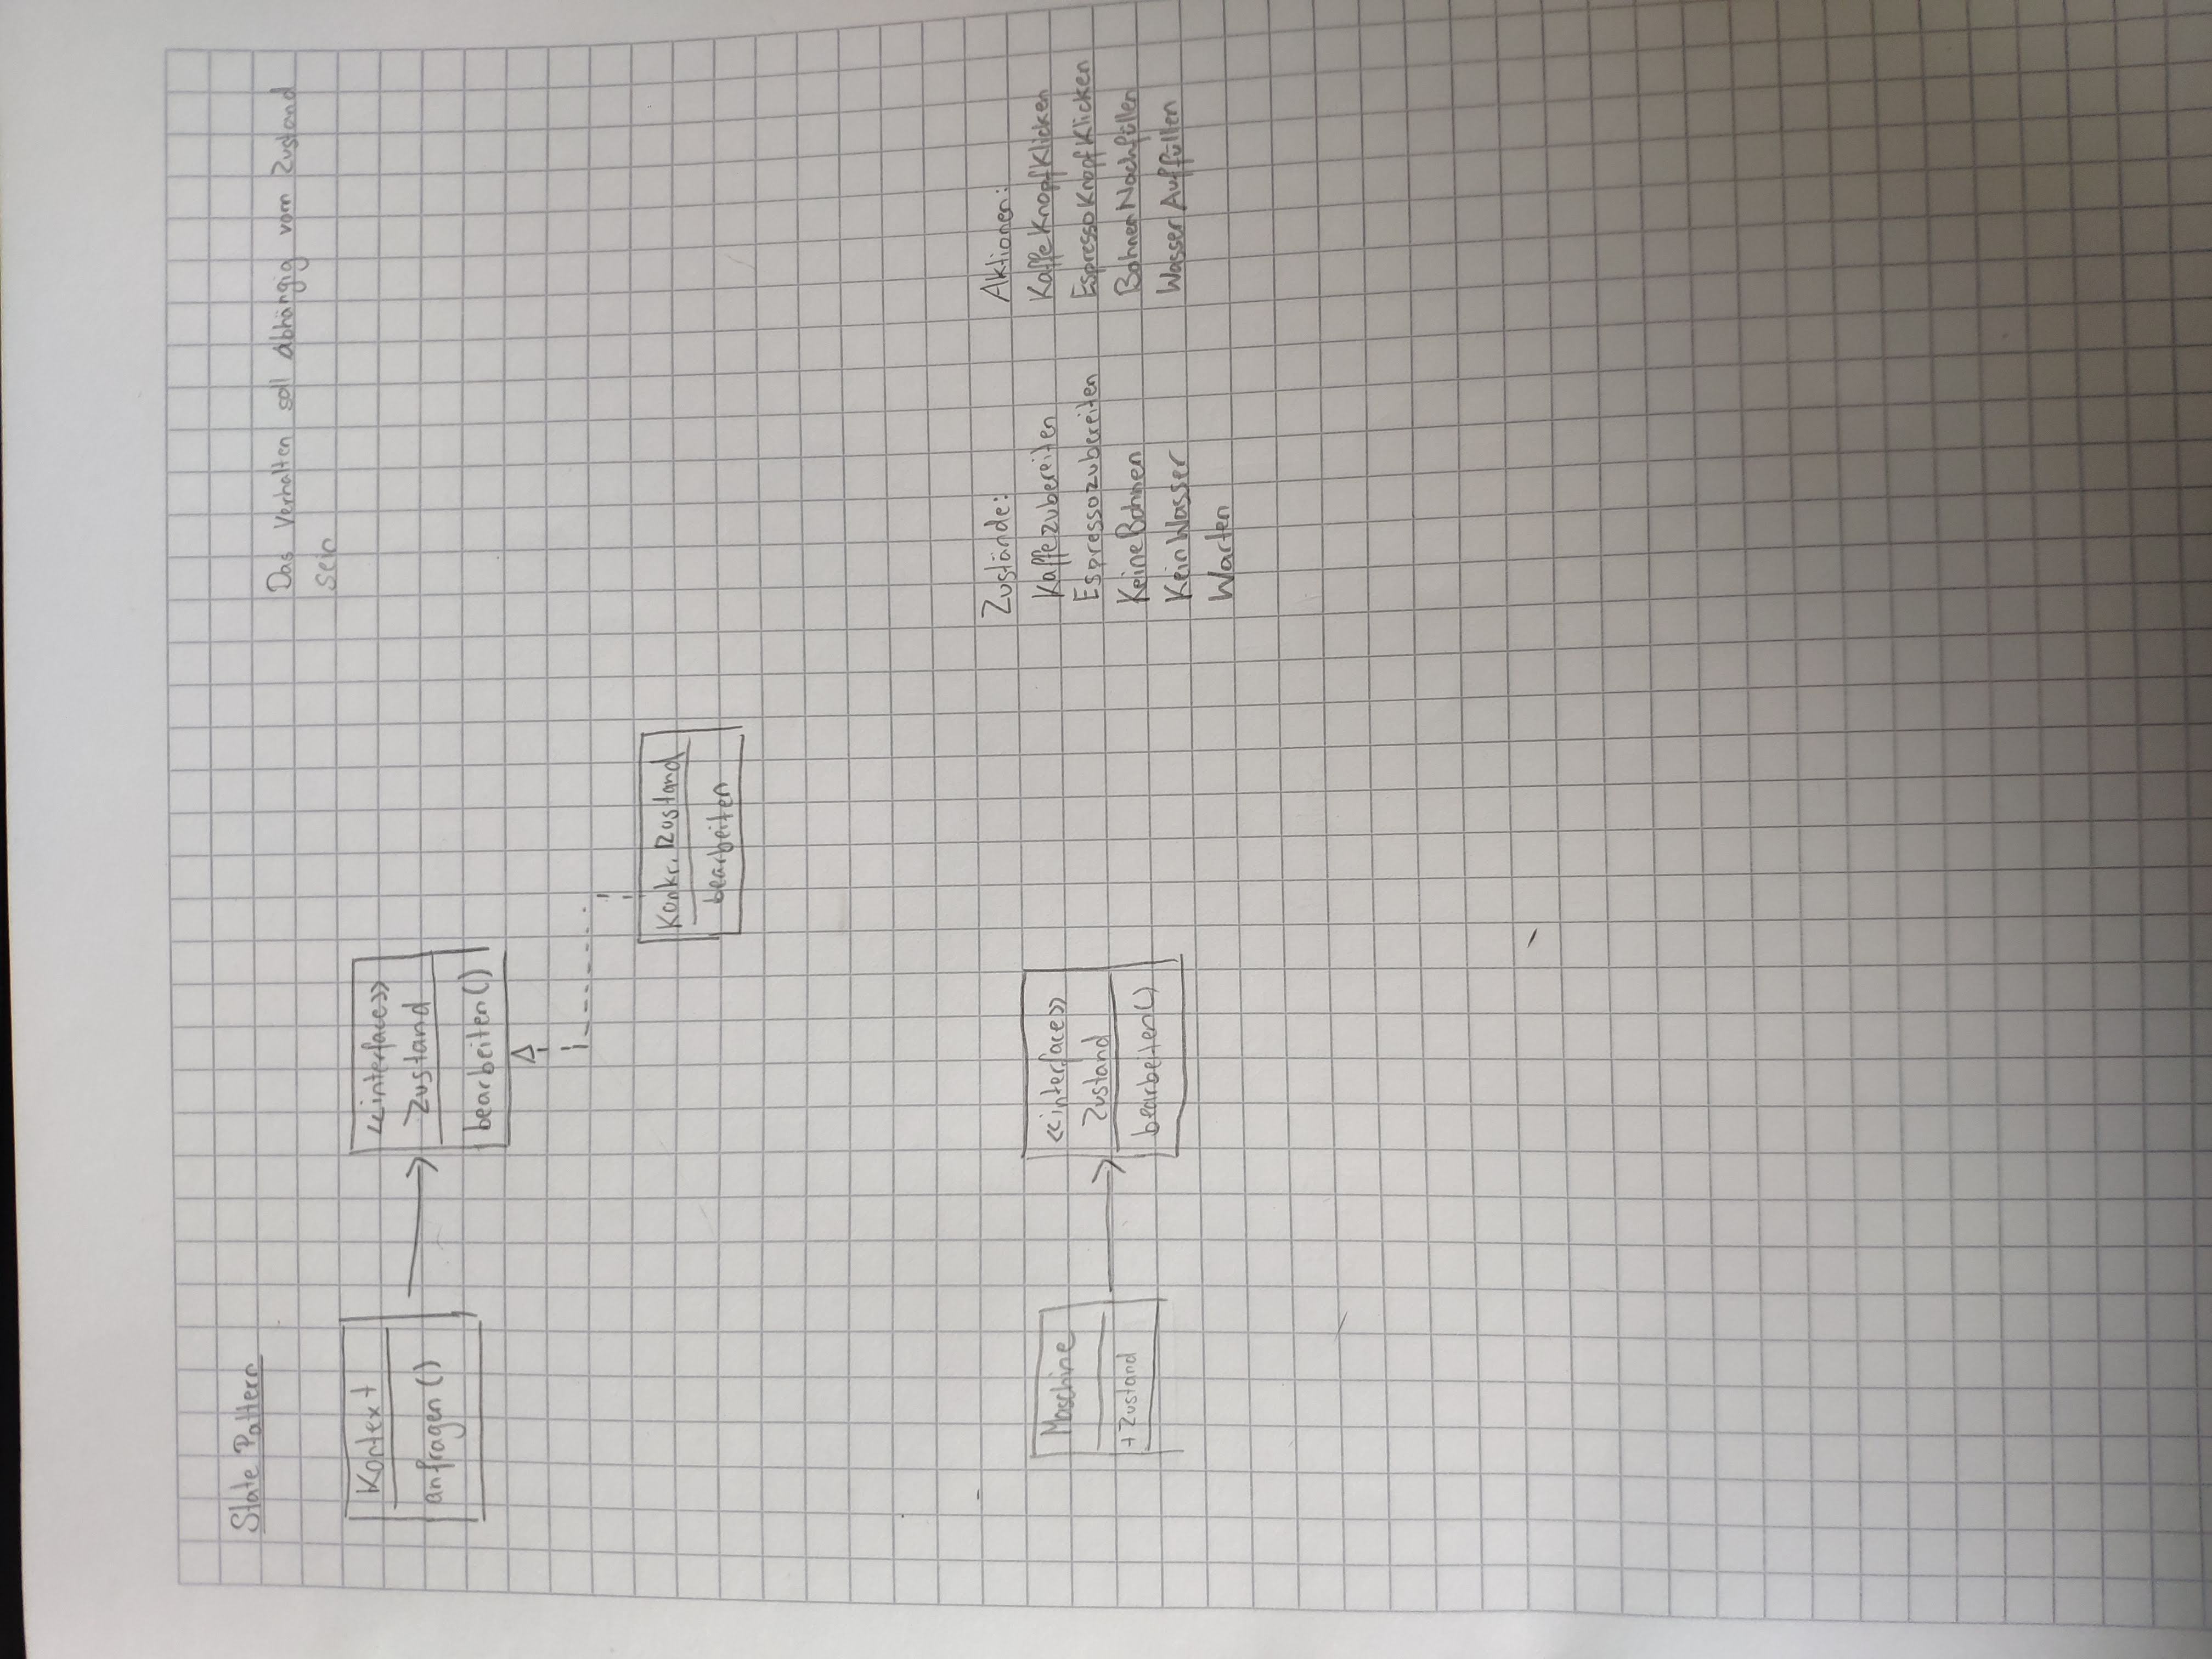 State Pattern
Das Verhalten soll Abhängig vom Zustand
sein
Kontext
anfragen()
<<interface>>
Zustand
bearbeiten()
Konkr. Zustand
bearbeiten
Maschine
+Zustand
<<interface>>
Zustand
bearbeiten()
Zustände:
Kaffezubereiten
Espressozubereiten
KeineBohnen
KeinWasser
Warten
Aktionen:
KaffeKnopfKlicken
EspressoKnopfKlicken
BohnenNachfüllen
WasserAuffüllen